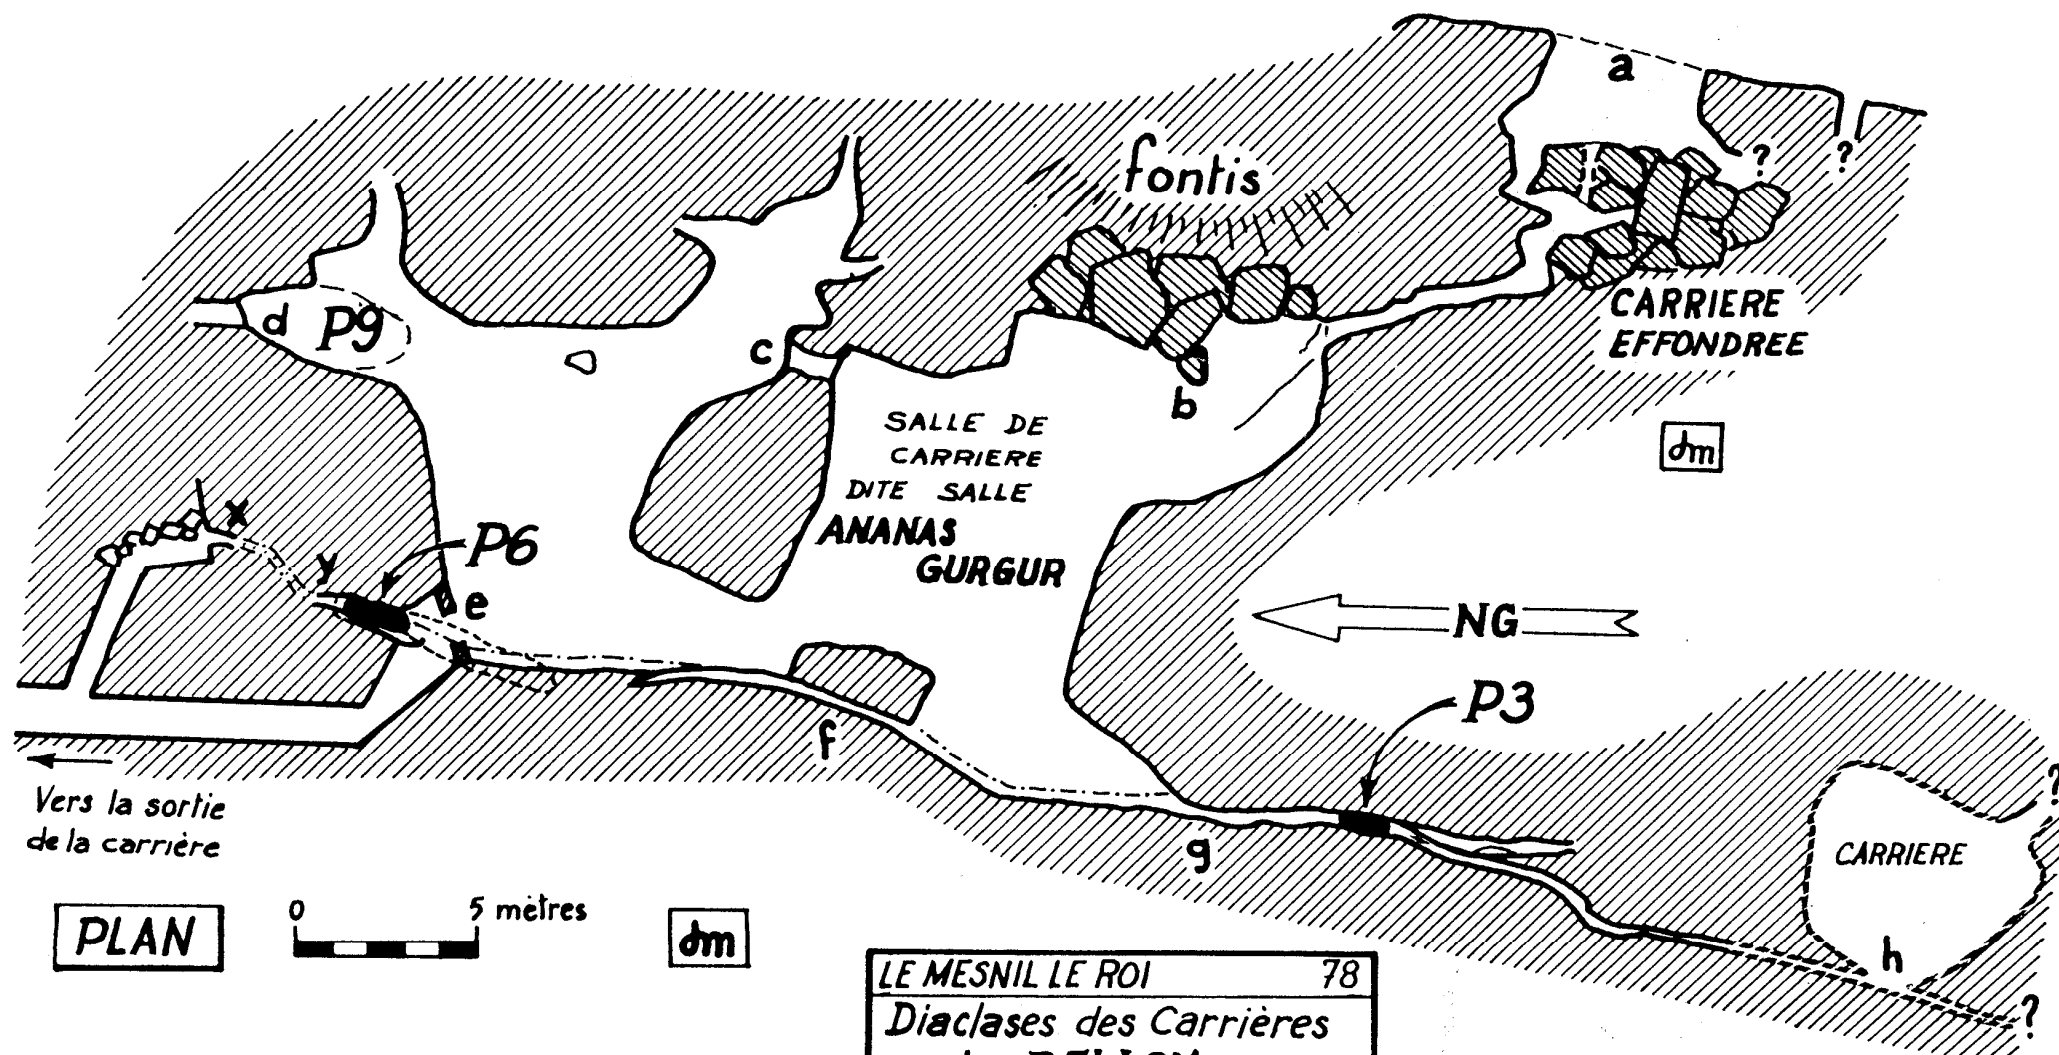 a
?
?
fontis
d P9
c
b
CARRIERE
EFFONDREE
SALLE DE
CARRIERE
DITE SALLE
ANANAS
GURGUR
dm
x
y
P6
e
NG
P3
f
g
Vers la sortie
de la carrière
?
CARRIERE
h
?
PLAN
0 5 mètres
dm
LE MESNIL LE ROI 78
Diaclases des Carrières